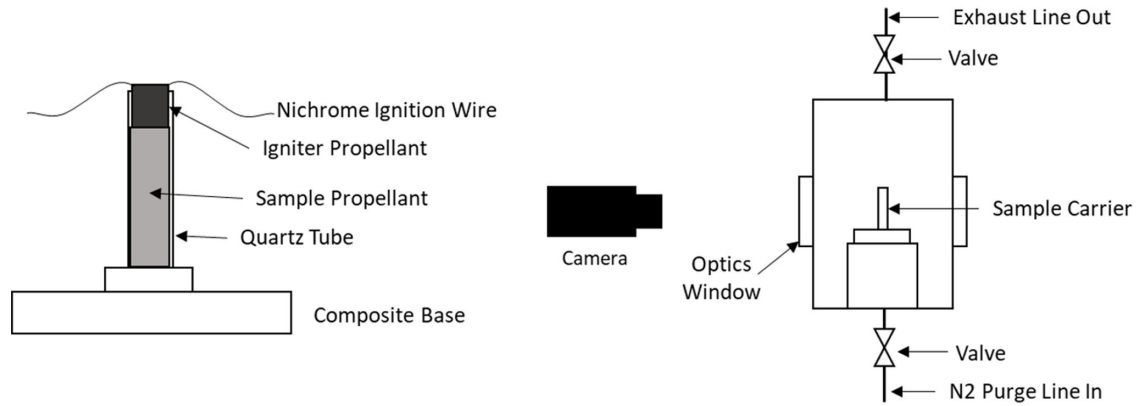 Nichrome Ignition Wire
Igniter Propellant
Sample Propellant
Quartz Tube
Composite Base
Camera
Exhaust Line Out
Valve
Sample Carrier
Optics
Window
Valve
N2 Purge Line In